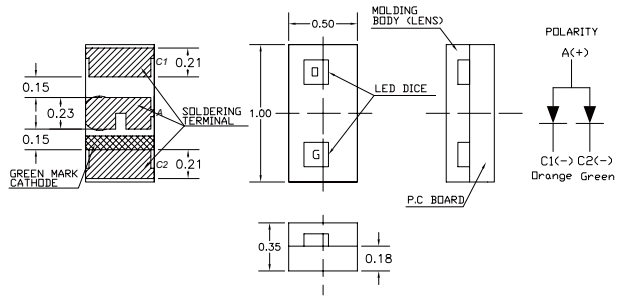 0.50
MOLDING
BODY (LENS)
POLARITY
A(+)
C1
0.21
0.15
O
LED DICE
SOLDERING
TERMINAL
A
0.23
1.00
0.15
G
C2
0.21
GREEN MARK
CATHODE
C1(-) C2(-)
Orange Green
P.C BOARD
0.35
0.18